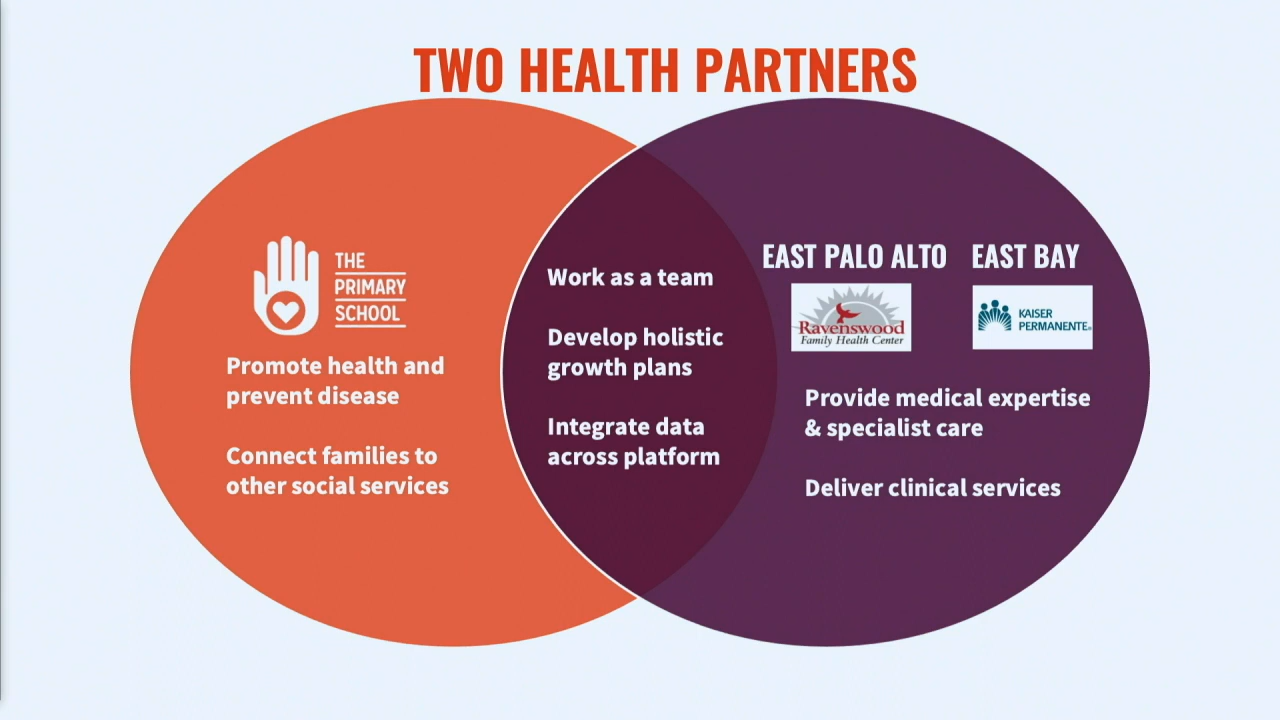 TWO HEALTH PARTNERS
THE
PRIMARY
SCHOOL
Promote health and
prevent disease
Connect families to
other social services
Work as a team
Develop holistic
growth plans
Integrate data
across platform
EAST PALO ALTO
Ravenswood
Family Health Center
EAST BAY
KAISER
PERMANENTE®
Provide medical expertise
& specialist care
Deliver clinical services